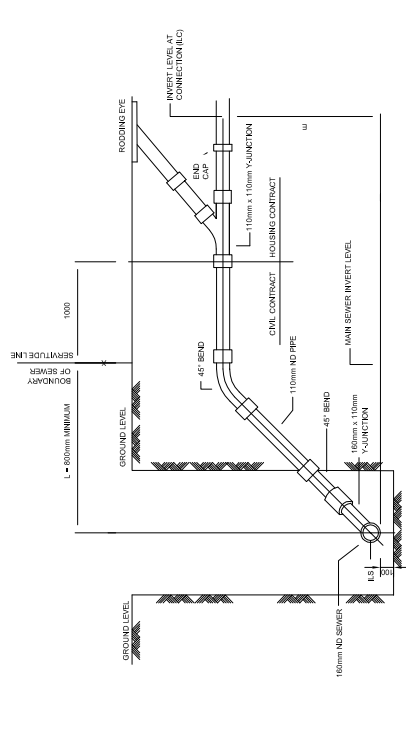 GROUND LEVEL
L = 800mm MINIMUM
BOUNDARY
OF SEWER
SERVITUDE LINE
1000
GROUND LEVEL
RODDING EYE
INVERT LEVEL AT
CONNECTION (ILC)
END
CAP
110mm x 110mm Y-JUNCTION
45° BEND
CIVIL CONTRACT
HOUSING CONTRACT
E
110mm ND PIPE
MAIN SEWER INVERT LEVEL
45° BEND
160mm x 110mm
Y-JUNCTION
160mm ND SEWER
ILS
100